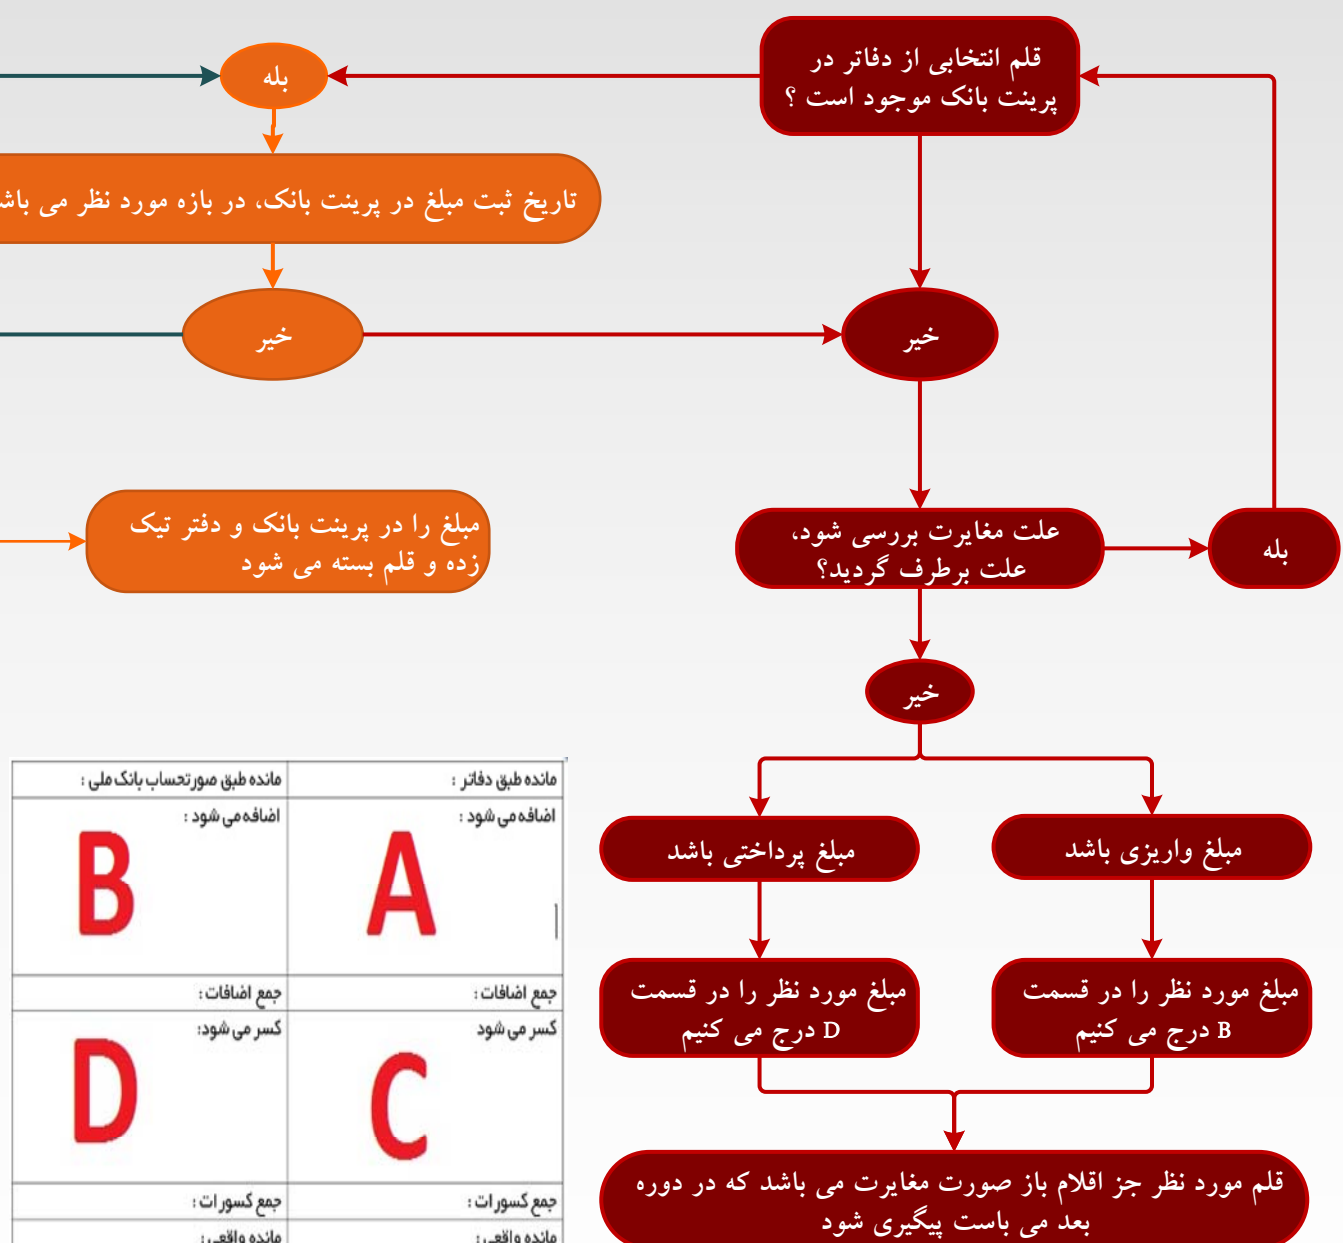 قلم انتخابی از دفاتر در
پرینت بانک موجود است ؟
بله
تاریخ ثبت مبلغ در پرینت بانک، در بازه مورد نظر می
خیر
خیر
مبلغ را در پرینت بانک و دفتر تیک
زده و قلم بسته می شود
علت مغایرت بررسی شود،
علت برطرف گردید؟
بله
خیر
مبلغ واریزی باشد
مبلغ پرداختی باشد
مبلغ مورد نظر را در قسمت
B درج می کنیم
مبلغ مورد نظر را در قسمت
D درج می کنیم
قلم مورد نظر جز اقلام باز صورت مغایرت می باشد که در دوره
بعد می باست پیگیری شود
مانده طبق دفاتر :
مانده طبق صورتحساب بانک ملی :
اضافه می شود :
A
اضافه می شود :
B
جمع اضافات :
جمع اضافات :
کسر می شود
C
کسر می شود:
D
جمع کسورات :
جمع کسورات :
مانده واقعی :
مانده واقعی :